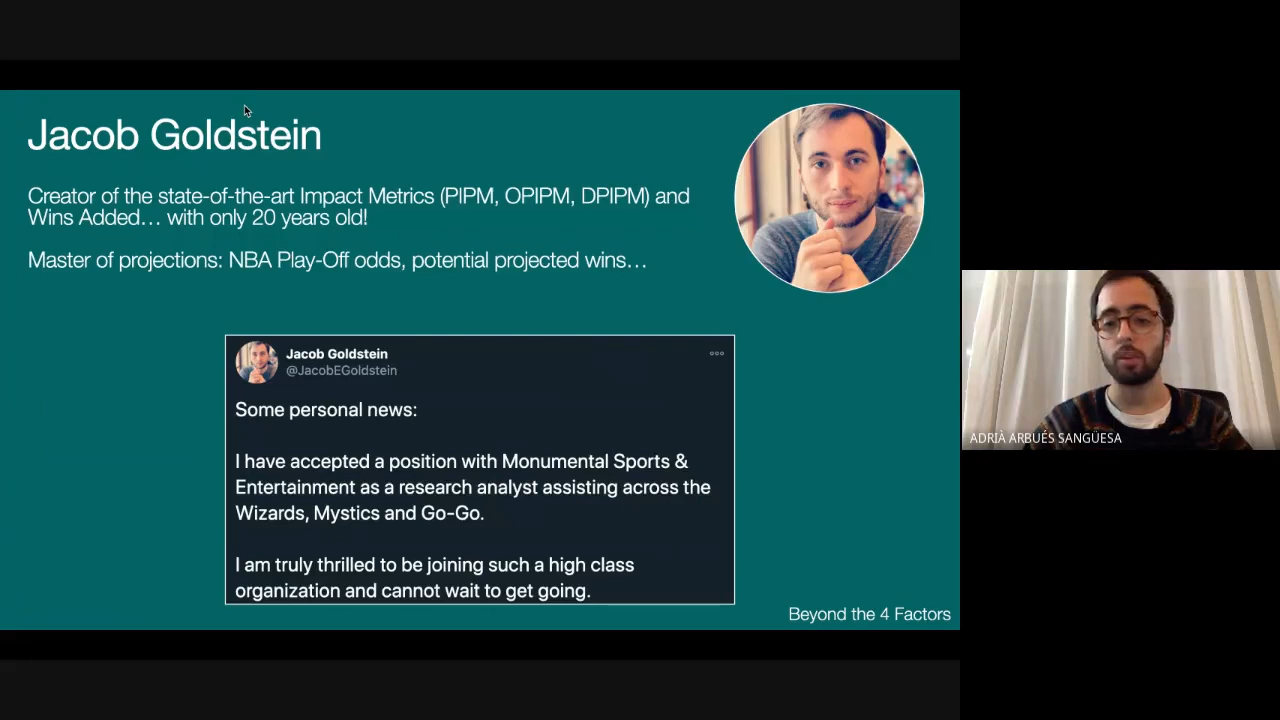 Jacob Goldstein
Creator of the state-of-the-art Impact Metrics (PIPM, OPIPM, DPIPM) and
Wins Added... with only 20 years old!
Master of projections: NBA Play-Off odds, potential projected wins...
Jacob Goldstein
@JacobEGoldstein
Some personal news:
I have accepted a position with Monumental Sports &
Entertainment as a research analyst assisting across the
Wizards, Mystics and Go-Go.
I am truly thrilled to be joining such a high class
organization and cannot wait to get going.
Beyond the 4 Factors
ADRIÀ ARBUÉS SANGÜESA